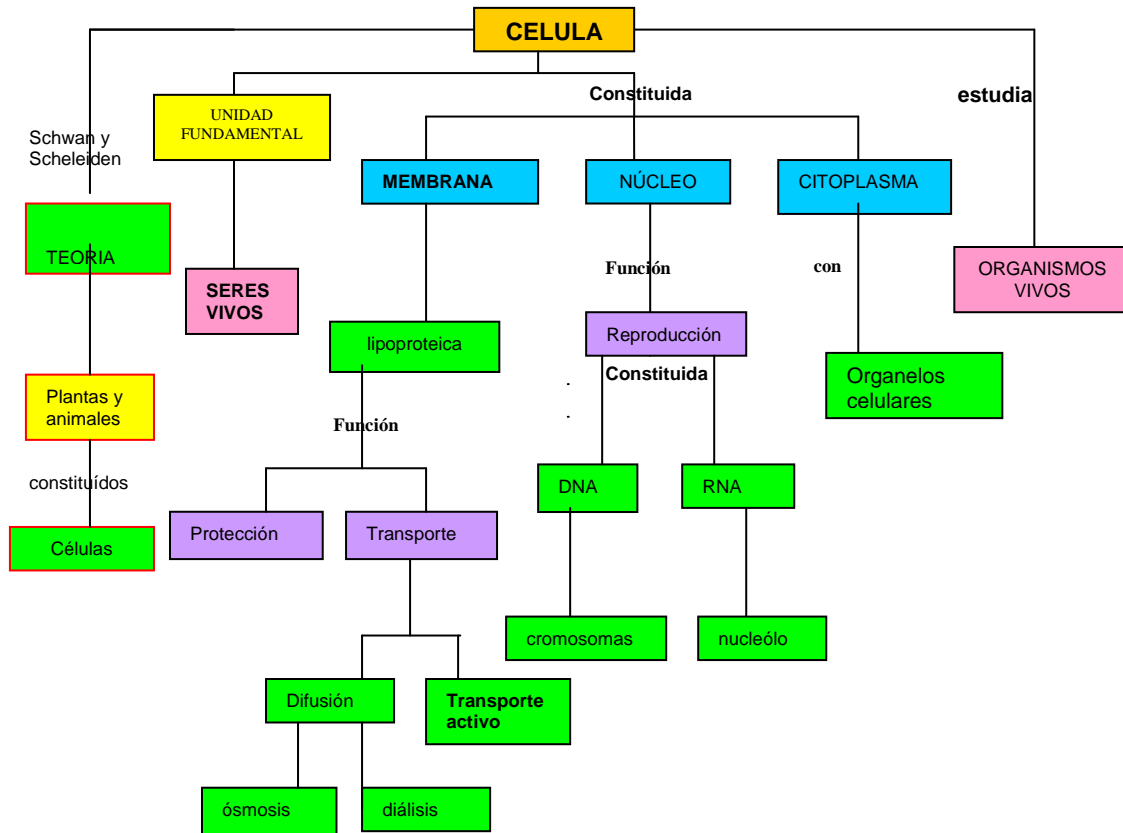 CELULA
Constituida
estudia
UNIDAD
FUNDAMENTAL
Schwan y
Scheleiden
MEMBRANA
NÚCLEO
CITOPLASMA
TEORIA
SERES
VIVOS
Función
con
ORGANISMOS
VIVOS
lipoproteica
Reproducción
Constituida
Organelos
celulares
Plantas y
animales
Función
constituídos
DNA
RNA
Células
Protección
Transporte
cromosomas
nucleólo
Difusión
Transporte
activo
ósmosis
diálisis